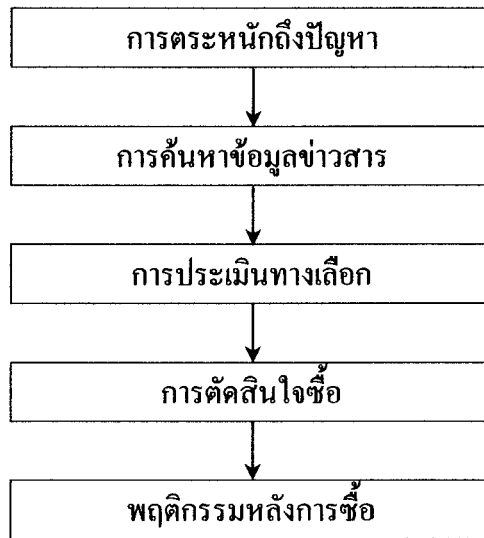 การตระหนักถึงปัญหา
การค้นหาข้อมูลข่าวสาร
การประเมินทางเลือก
การตัดสินใจซื้อ
พฤติกรรมหลังการซื้อ